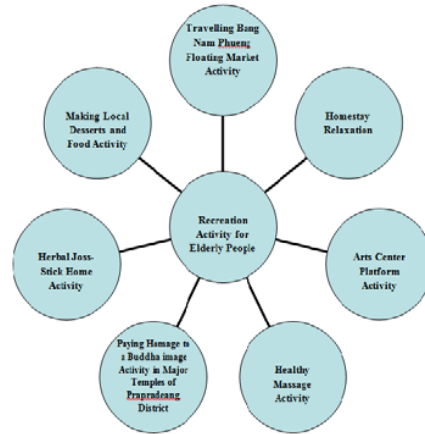 Travelling Bang
Nam Phueng
Floating Market
Activity
Homestay
Relaxation
Arts Center
Platform
Activity
Healthy
Massage
Activity
Paying Homage to
a Buddha image
Activity in Major
Temples of
Prapradeang
District
Herbal Joss-
Stick Home
Activity
Making Local
Desserts and
Food Activity
Recreation
Activity for
Elderly People